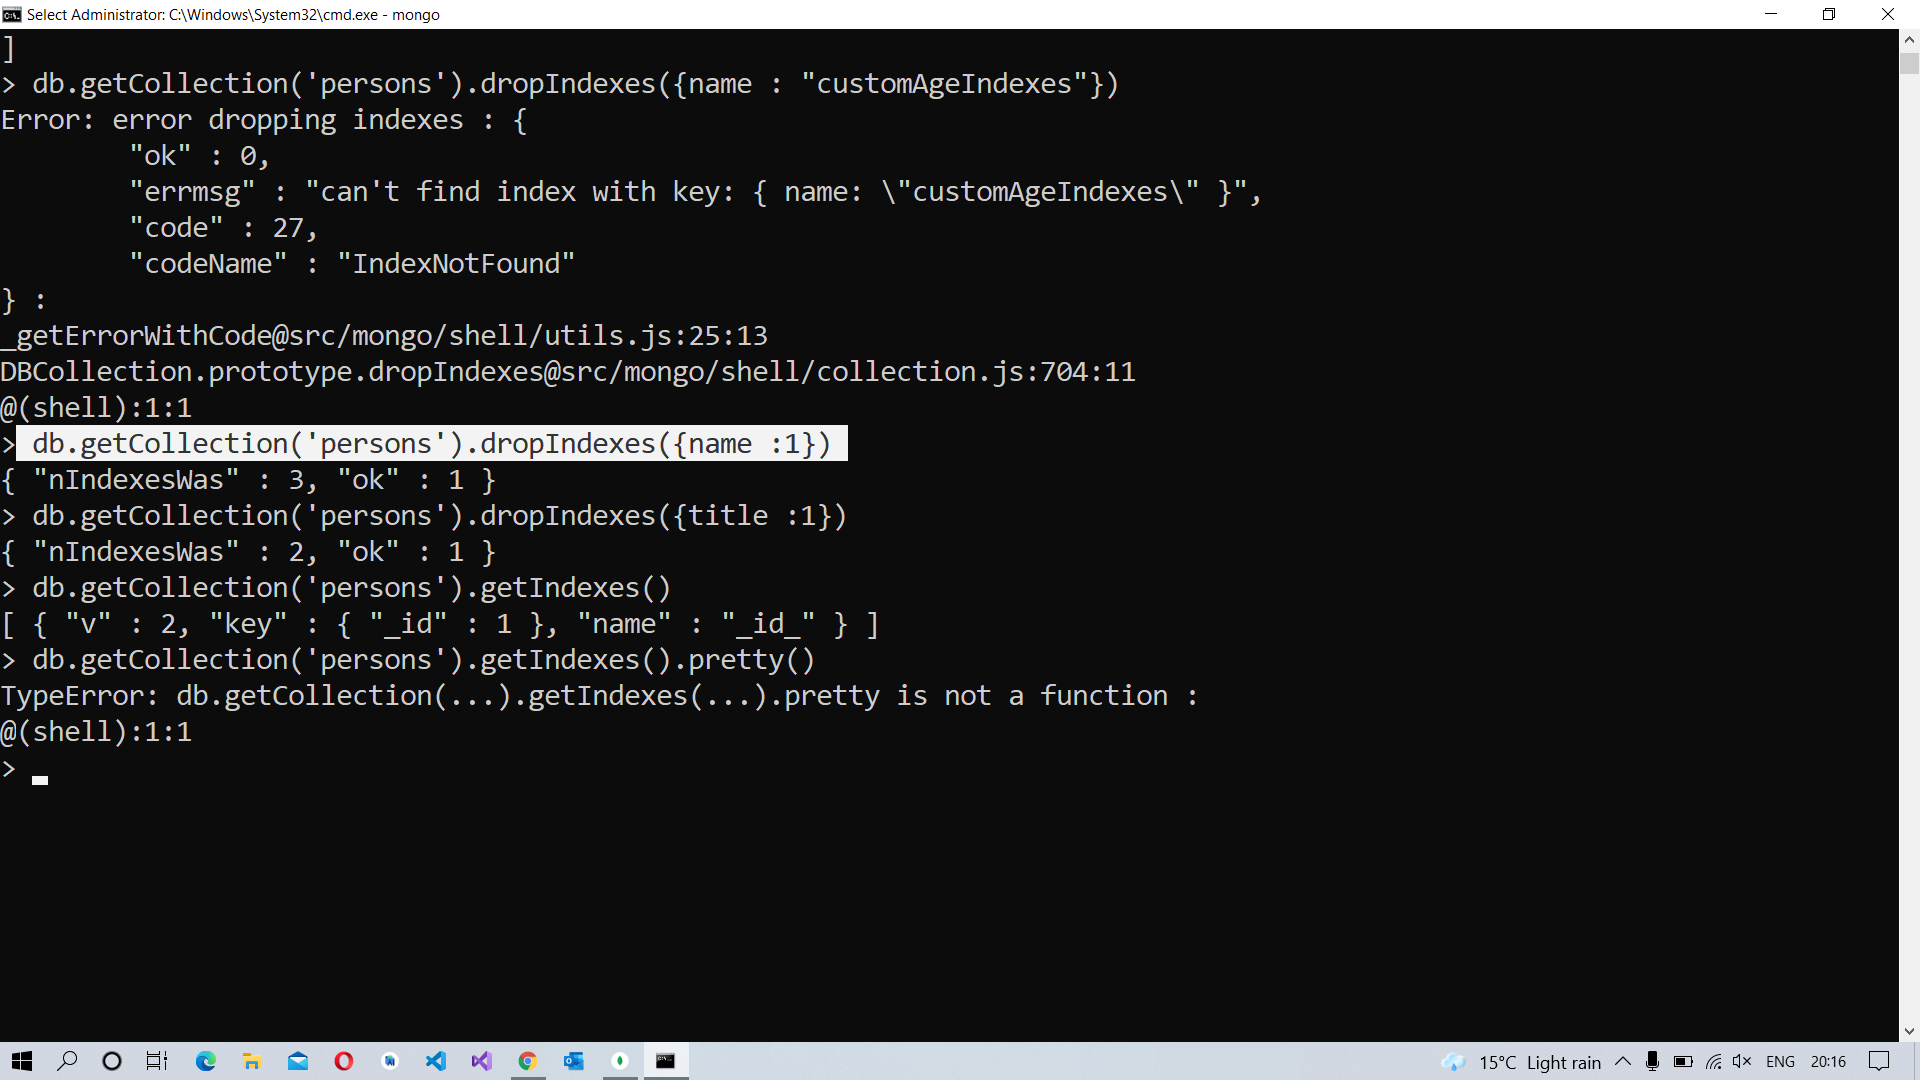 Select Administrator: C:\Windows\System32\cmd.exe - mongo
]
> db.getCollection('persons').dropIndexes({name : "customAgeIndexes"})
Error: error dropping indexes : {
        "ok" : 0,
        "errmsg" : "can't find index with key: { name: \"customAgeIndexes\" }",
        "code" : 27,
        "codeName" : "IndexNotFound"
} :
_getErrorWithCode@src/mongo/shell/utils.js:25:13
DBCollection.prototype.dropIndexes@src/mongo/shell/collection.js:704:11
@(shell):1:1
> db.getCollection('persons').dropIndexes({name :1})
{ "nIndexesWas" : 3, "ok" : 1 }
> db.getCollection('persons').dropIndexes({title :1})
{ "nIndexesWas" : 2, "ok" : 1 }
> db.getCollection('persons').getIndexes()
[ { "v" : 2, "key" : { "_id" : 1 }, "name" : "_id_" } ]
> db.getCollection('persons').getIndexes().pretty()
TypeError: db.getCollection(...).getIndexes(...).pretty is not a function :
@(shell):1:1
>
15°C Light rain ENG 20:16